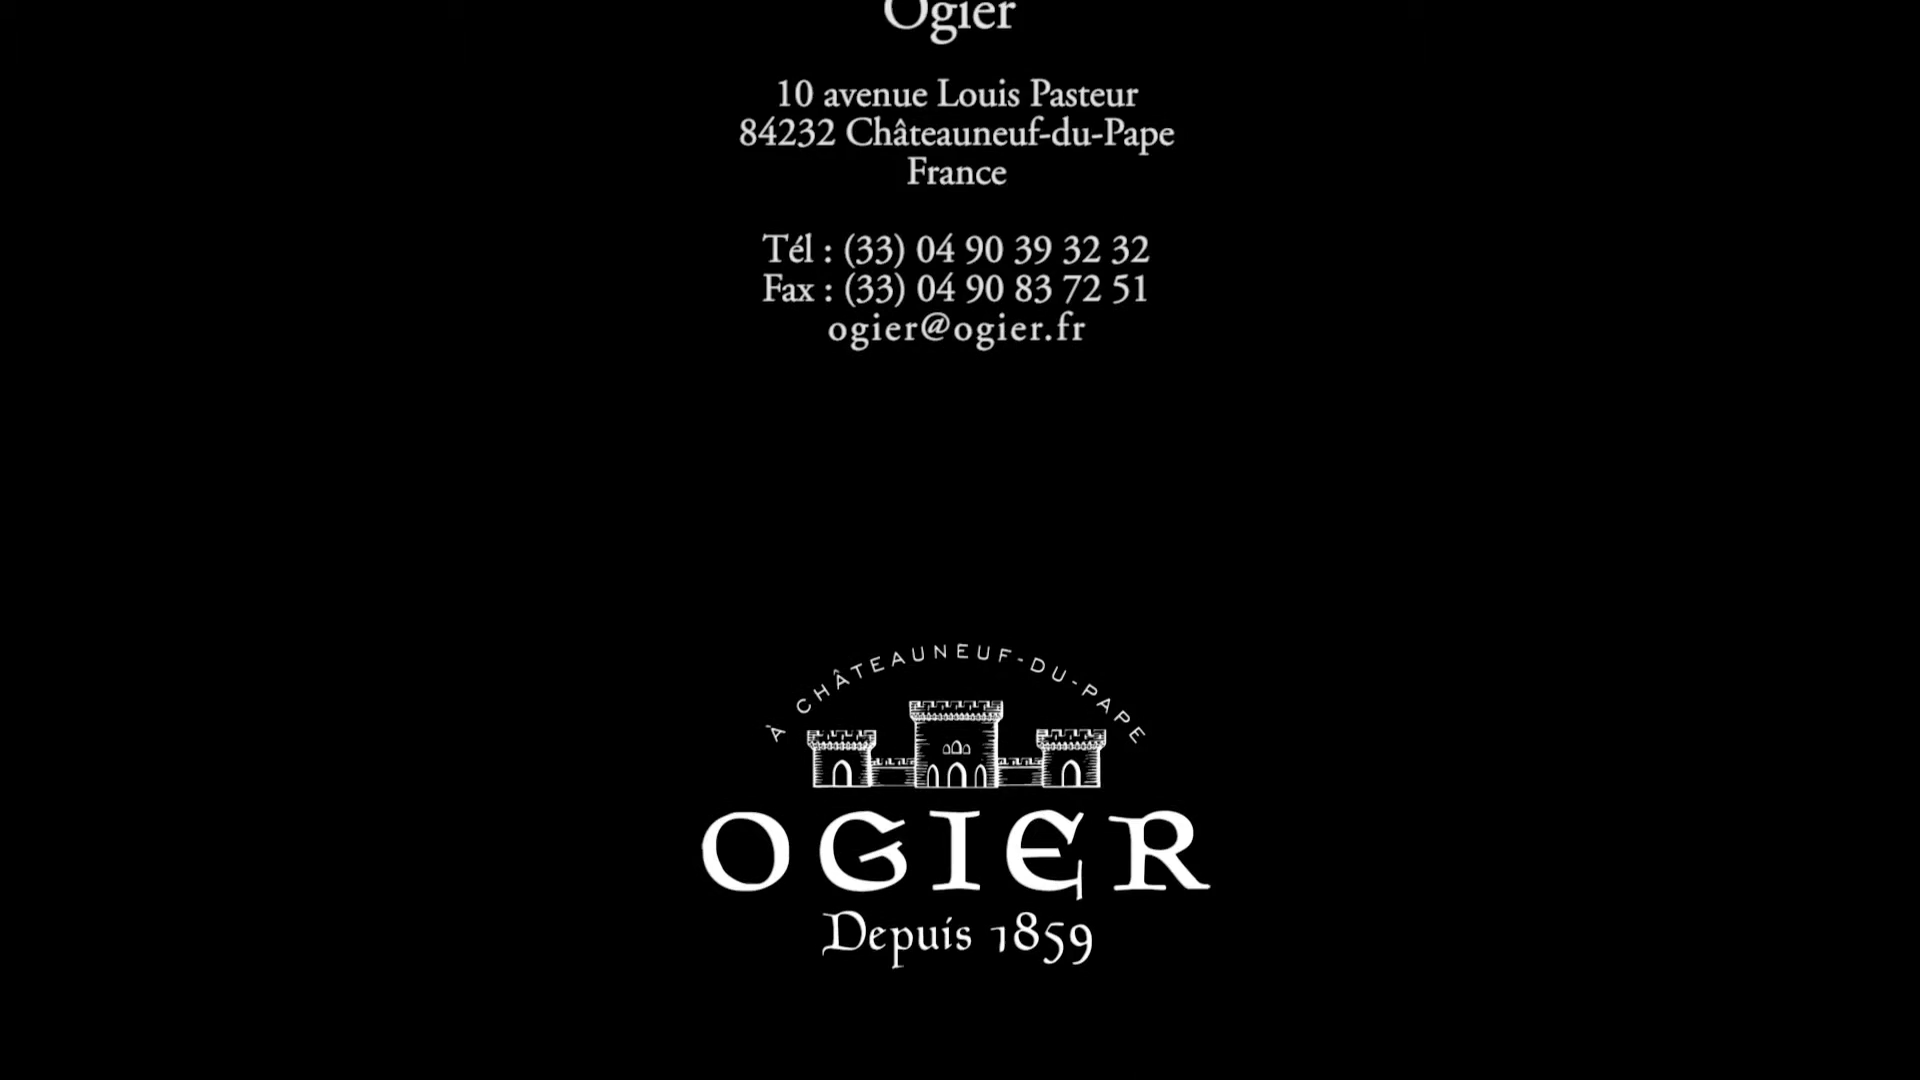 Ogier
10 avenue Louis Pasteur
84232 Châteauneuf-du-Pape
France
Tél : (33) 04 90 39 32 32
Fax : (33) 04 90 83 72 51
ogier@ogier.fr
À CHÂTEAUNEUF-DU-PAPE
OGIER
Depuis 1859